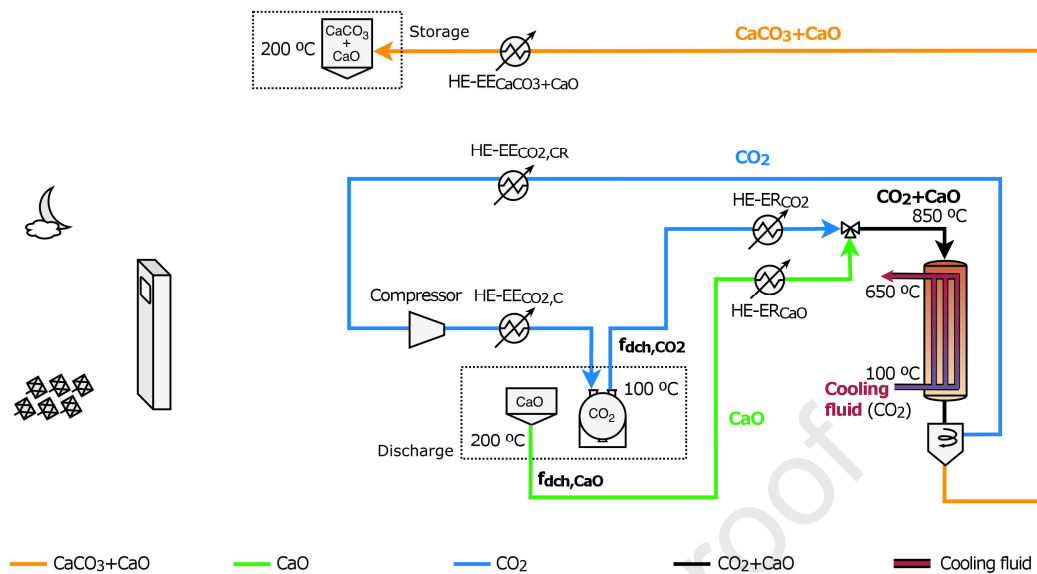 CaCO3
+
CaO
200 ºC
Storage
CaCO3+CaO
HE-EECaCO3+CaO
HE-EECO2,CR
CO2
HE-ERCO2
CO2+CaO
850 ºC
Compressor
HE-EECO2,C
HE-ERCaO
650 ºC
fdch,CO2
100 ºC
CaO
CO2
100 ºC
Cooling
fluid (CO2)
CaO
200 ºC
Discharge
fdch,CaO
roof
CaCO3+CaO
CaO
CO2
CO2+CaO
Cooling fluid